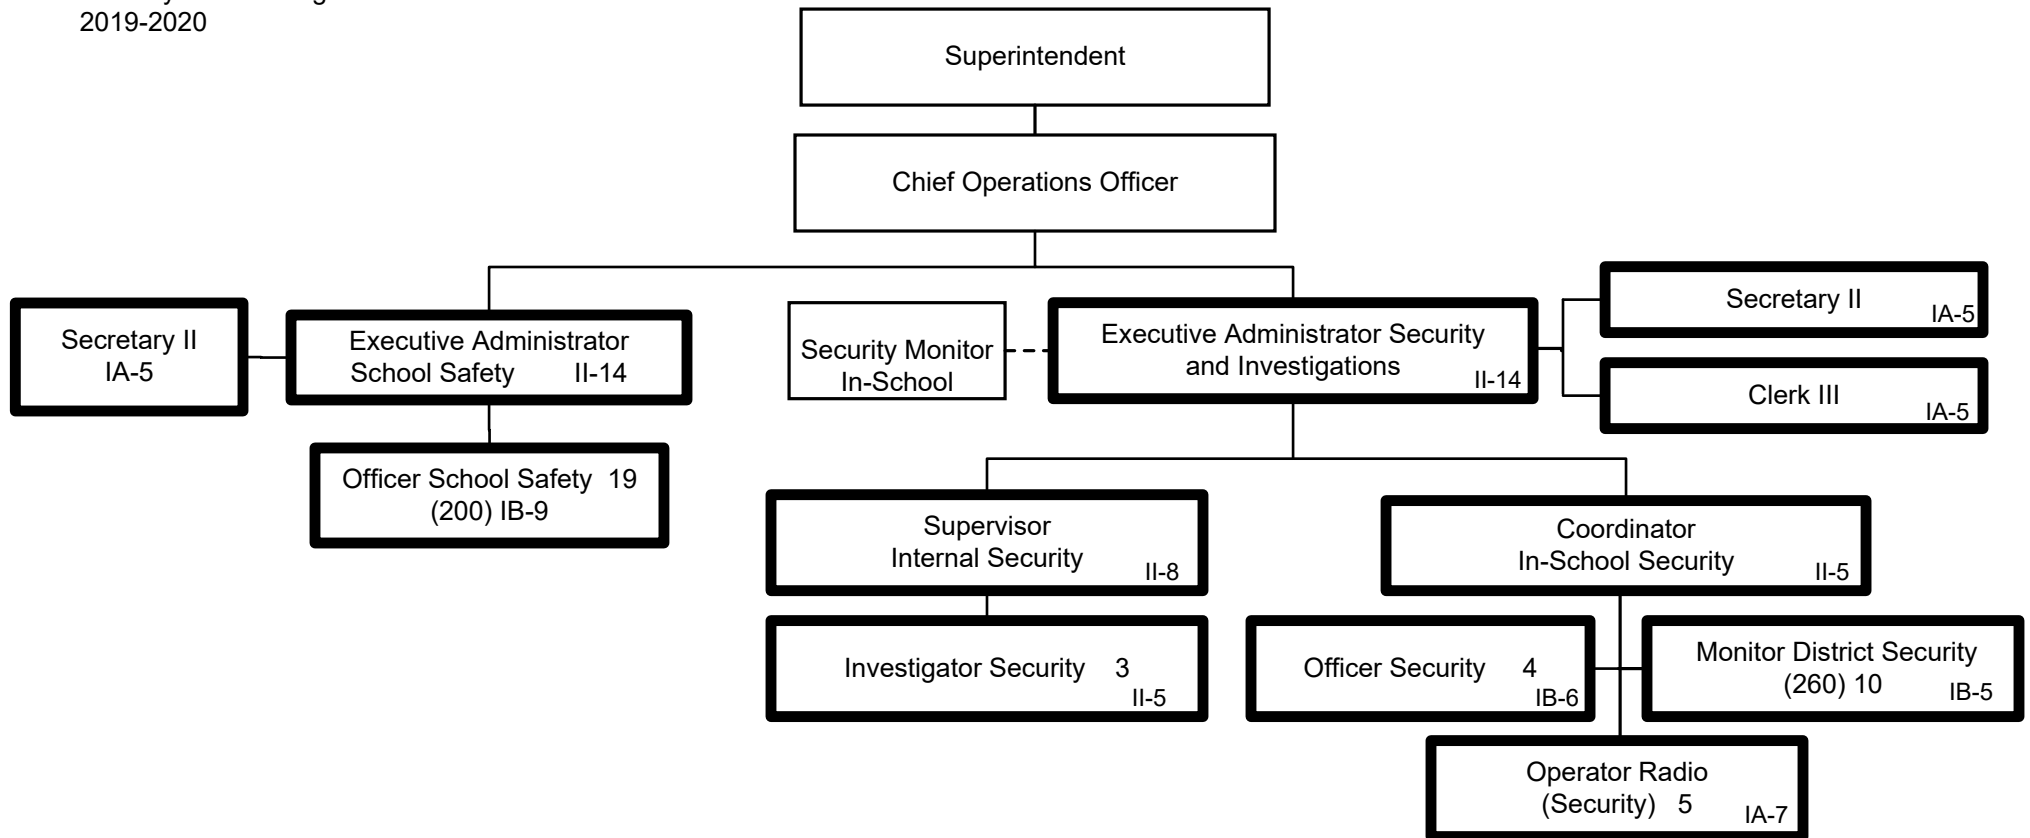 2019-2020
Superintendent
Chief Operations Officer
Secretary II
IA-5
Executive Administrator
School Safety II-14
Security Monitor
In-School
Executive Administrator Security
and Investigations
II-14
Secretary II
IA-5
Clerk III
IA-5
Officer School Safety 19
(200) IB-9
Supervisor
Internal Security
II-8
Coordinator
In-School Security
II-5
Investigator Security 3
II-5
Officer Security 4
IB-6
Monitor District Security
(260) 10 IB-5
Operator Radio
(Security) 5
IA-7